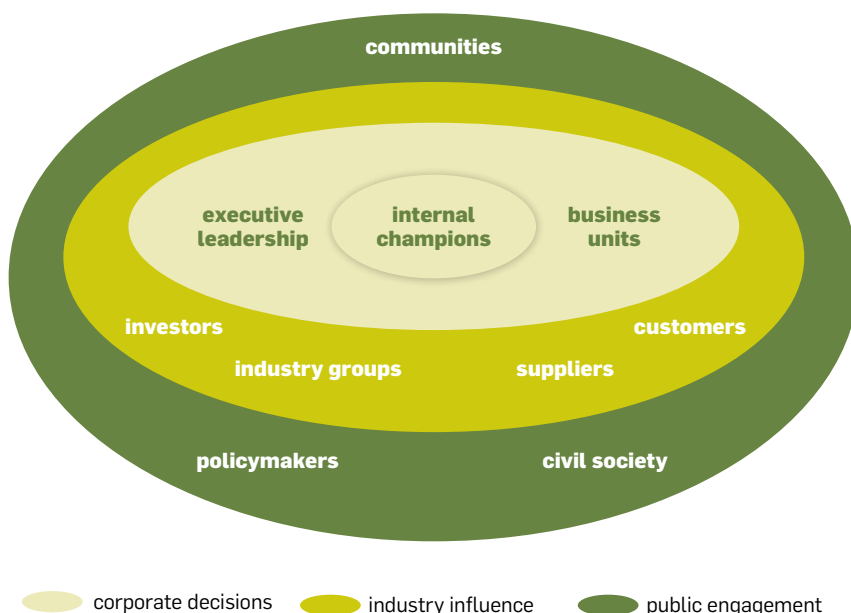 communities
executive
leadership
internal
champions
business
units
investors
customers
industry groups
suppliers
policymakers
civil society
corporate decisions
industry influence
public engagement